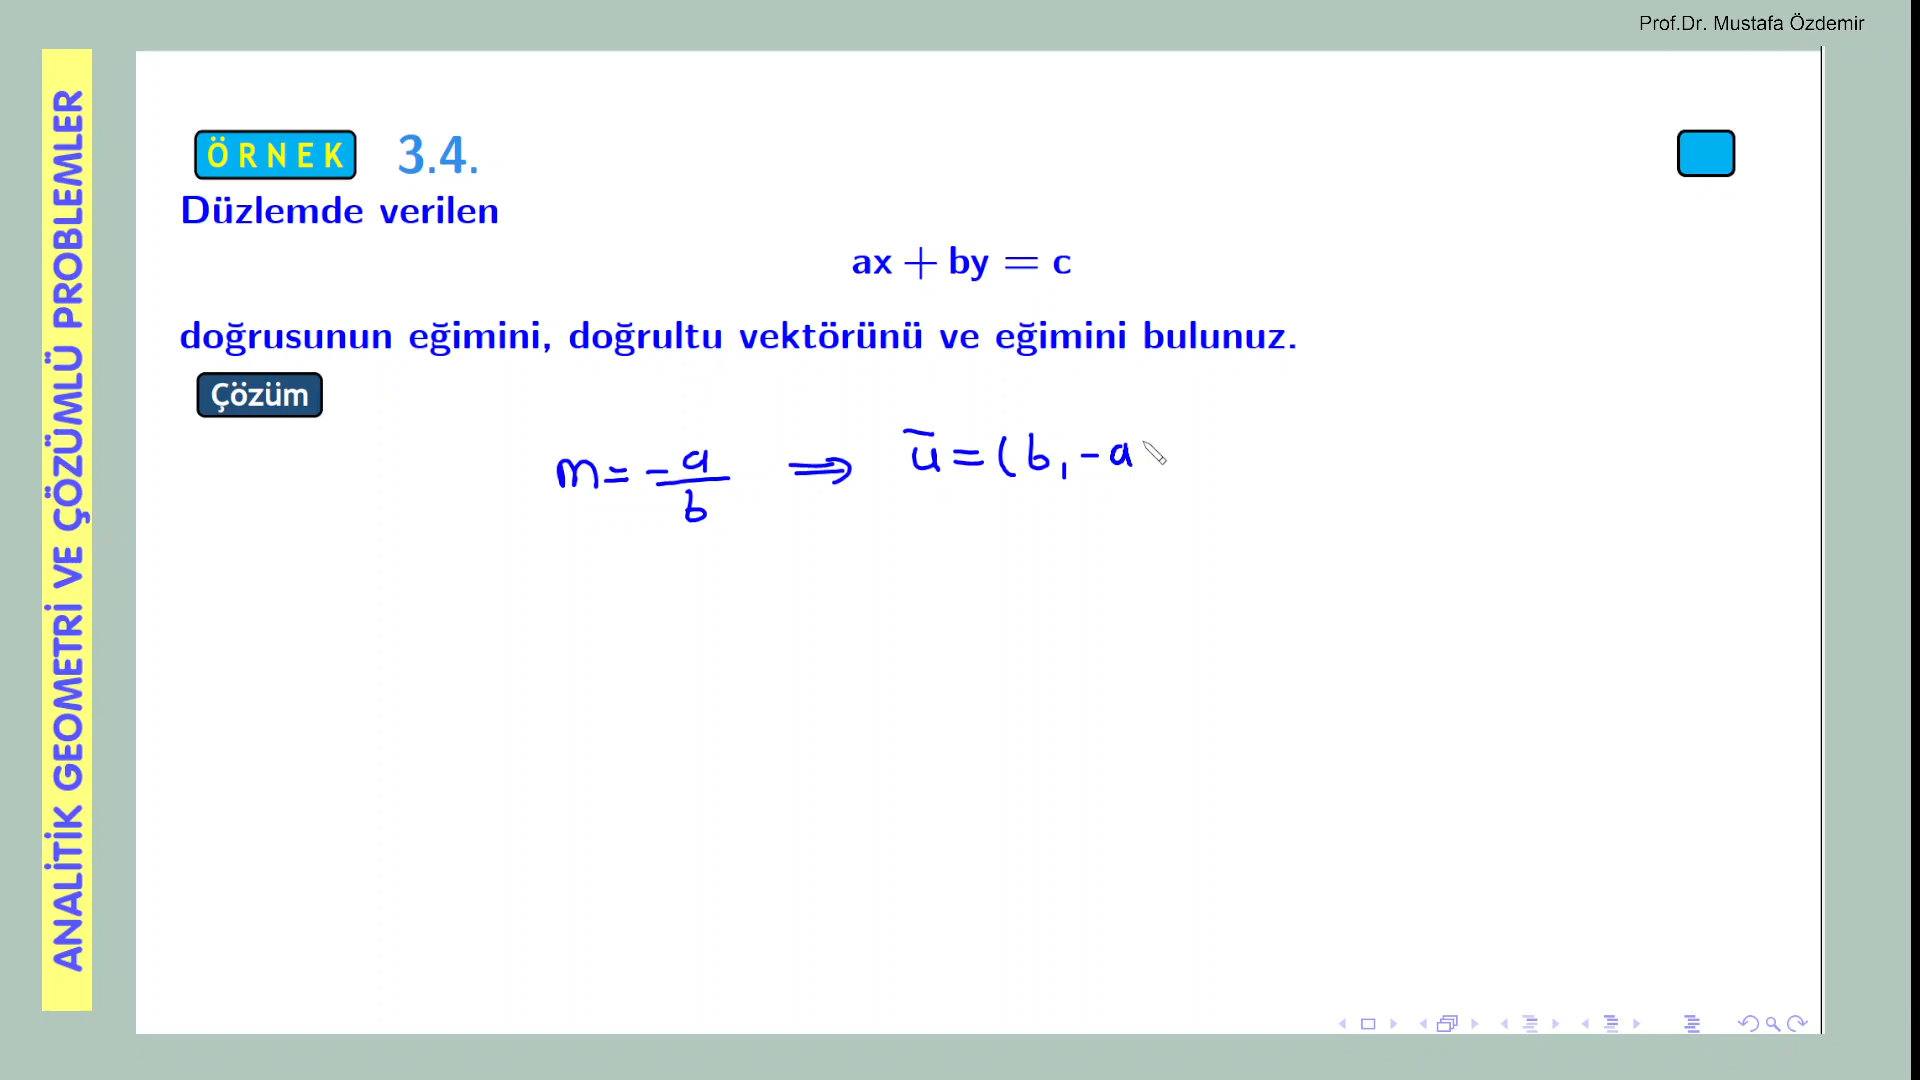 Prof.Dr. Mustafa Özdemir
ANALİTİK GEOMETRİ VE ÇÖZÜMLÜ PROBLEMLER
ÖRNEK 3.4.
Düzlemde verilen
ax + by = c
doğrusunun eğimini, doğrultu vektörünü ve eğimini bulunuz.
Çözüm
m = -a/b ⟹ u̅ = (b, -a